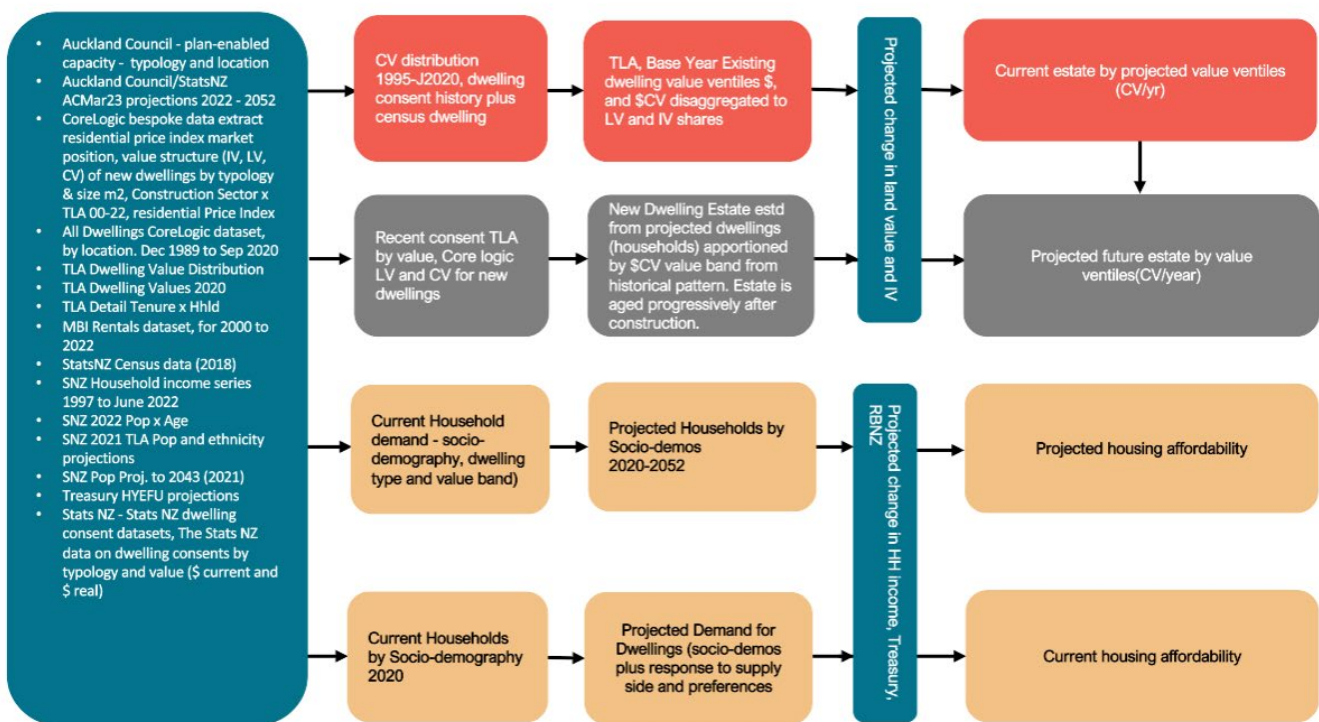 • Auckland Council - plan-enabled
capacity - typology and location
• Auckland Council/StatsNZ
ACMar23 projections 2022 - 2052
• CoreLogic bespoke data extract
residential price index market
position, value structure (IV, LV,
CV) of new dwellings by typology
& size m2, Construction Sector x
TLA 00-22, residential Price Index
• All Dwellings CoreLogic dataset,
by location. Dec 1989 to Sep 2020
• TLA Dwelling Value Distribution
• TLA Dwelling Values 2020
• TLA Detail Tenure x Hhld
• MBI Rentals dataset, for 2000 to
2022
• StatsNZ Census data (2018)
• SNZ Household income series
1997 to June 2022
• SNZ 2022 Pop x Age
• SNZ 2021 TLA Pop and ethnicity
projections
• SNZ Pop Proj. to 2043 (2021)
• Treasury HYEFU projections
• Stats NZ - Stats NZ dwelling
consent datasets, The Stats NZ
data on dwelling consents by
typology and value ($ current and
$ real)
CV distribution
1995-J2020, dwelling
consent history plus
census dwelling
TLA, Base Year Existing
dwelling value ventiles $,
and $CV disaggregated to
LV and IV shares
Projected change in land value and IV
Current estate by projected value ventiles
(CV/yr)
Recent consent TLA
by value, Core logic
LV and CV for new
dwellings
New Dwelling Estate estd
from projected dwellings
(households) apportioned
by $CV value band from
historical pattern. Estate is
aged progressively after
construction.
Projected future estate by value
ventiles(CV/year)
Current Household
demand - socio-
demography, dwelling
type and value band)
Projected Households by
Socio-demos
2020-2052
Projected change in HH income, Treasury,
RBNZ
Projected housing affordability
Current Households
by Socio-demography
2020
Projected Demand for
Dwellings (socio-demos
plus response to supply
side and preferences
Current housing affordability